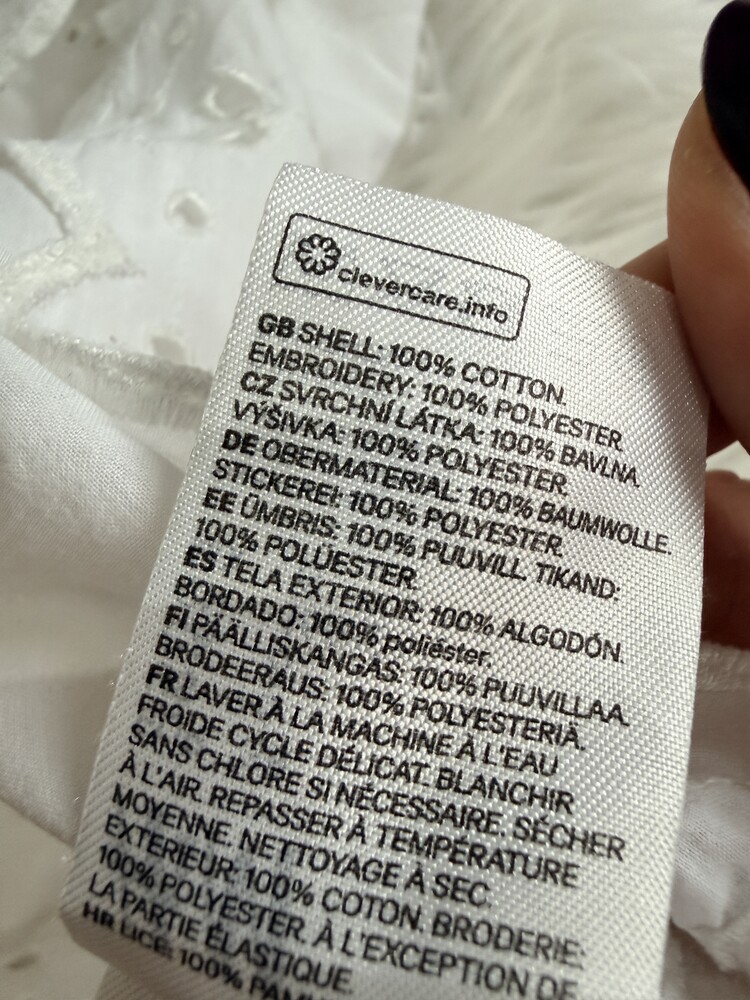 clevercare.info
GB SHELL: 100% COTTON.
EMBROIDERY: 100% POLYESTER.
CZ SVRCHNÍ LÁTKA: 100% BAVLNA.
VÝŠIVKA: 100% POLYESTER.
DE OBERMATERIAL: 100% BAUMWOLLE.
STICKEREI: 100% POLYESTER.
EE ÜMBRIS: 100% PUUVILL. TIKAND:
100% POLÜESTER.
ES TELA EXTERIOR: 100% ALGODÓN.
BORDADO: 100% poliéster.
FI PÄÄLLISKANGAS: 100% PUUVILLAA.
BRODEERAUS: 100% POLYESTERIÄ.
FR LAVER À LA MACHINE À L'EAU
FROIDE CYCLE DÉLICAT. BLANCHIR
SANS CHLORE SI NÉCESSAIRE. SÉCHER
À L'AIR. REPASSER À TEMPÉRATURE
MOYENNE. NETTOYAGE À SEC.
EXTERIEUR: 100% COTON. BRODERIE:
100% POLYESTER. À L'EXCEPTION DE
LA PARTIE ÉLASTIQUE.
HR LICE: 100%